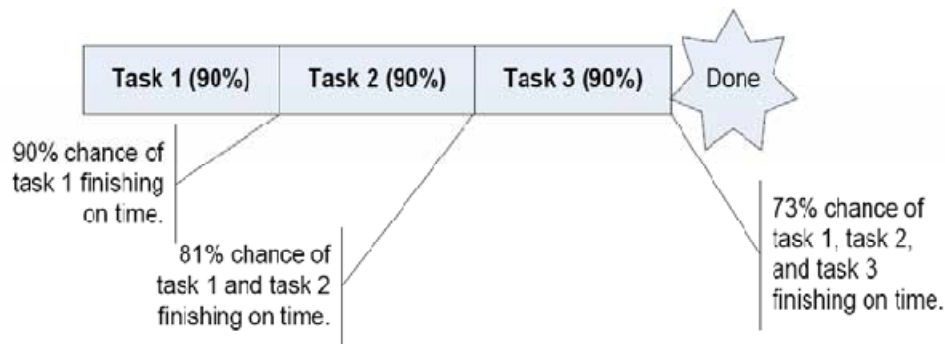 Task 1 (90%)
Task 2 (90%)
Task 3 (90%)
Done
90% chance of
task 1 finishing
on time.
81% chance of
task 1 and task 2
finishing on time.
73% chance of
task 1, task 2,
and task 3
finishing on time.